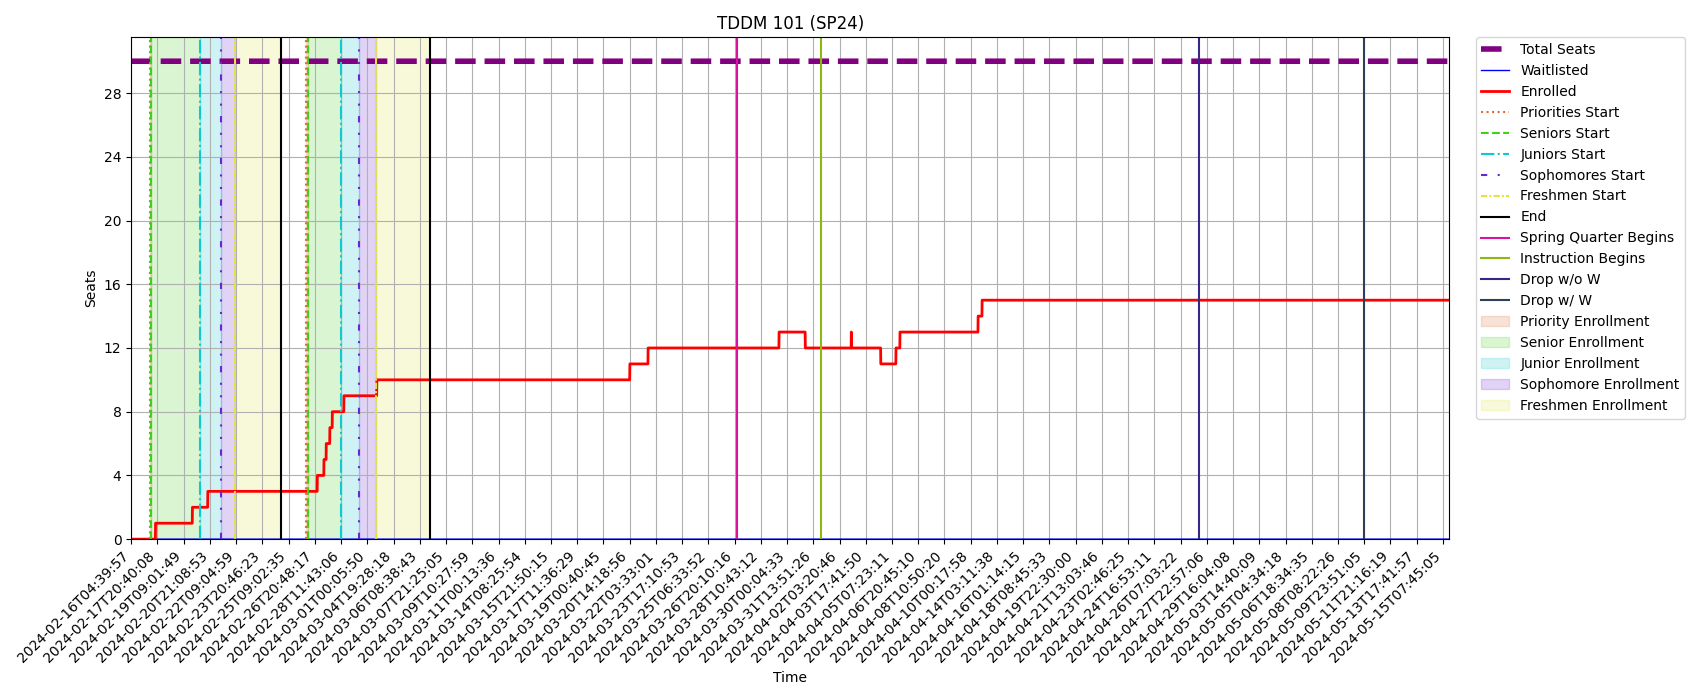 TDDM 101 (SP24)
Seats
28
24
20
16
12
8
4
0
2024-02-16T04:39:57
2024-02-17T20:40:08
2024-02-19T09:01:49
2024-02-20T21:08:53
2024-02-22T09:04:59
2024-02-23T20:46:23
2024-02-25T09:02:35
2024-02-26T20:48:17
2024-02-28T11:43:06
2024-03-01T00:05:50
2024-03-04T19:28:18
2024-03-06T08:38:43
2024-03-07T21:25:05
2024-03-09T10:27:59
2024-03-11T00:13:36
2024-03-14T08:25:54
2024-03-15T21:50:15
2024-03-17T11:36:29
2024-03-19T00:40:45
2024-03-20T14:18:56
2024-03-22T03:33:01
2024-03-23T17:10:53
2024-03-25T06:33:52
2024-03-26T20:10:16
2024-03-28T10:43:12
2024-03-30T00:04:33
2024-03-31T13:51:26
2024-04-02T03:20:46
2024-04-03T17:41:50
2024-04-05T07:23:11
2024-04-06T20:45:10
2024-04-08T10:50:20
2024-04-10T00:17:58
2024-04-14T03:11:38
2024-04-16T01:14:15
2024-04-18T08:45:33
2024-04-19T22:30:00
2024-04-21T13:03:46
2024-04-23T02:46:25
2024-04-24T16:53:11
2024-04-26T07:03:22
2024-04-27T22:57:06
2024-04-29T16:04:08
2024-05-03T14:40:09
2024-05-05T04:34:18
2024-05-06T18:34:35
2024-05-08T08:22:26
2024-05-09T23:51:05
2024-05-11T21:16:19
2024-05-13T17:41:57
2024-05-15T07:45:05
Time
Total Seats
Waitlisted
Enrolled
Priorities Start
Seniors Start
Juniors Start
Sophomores Start
Freshmen Start
End
Spring Quarter Begins
Instruction Begins
Drop w/o W
Drop w/ W
Priority Enrollment
Senior Enrollment
Junior Enrollment
Sophomore Enrollment
Freshmen Enrollment